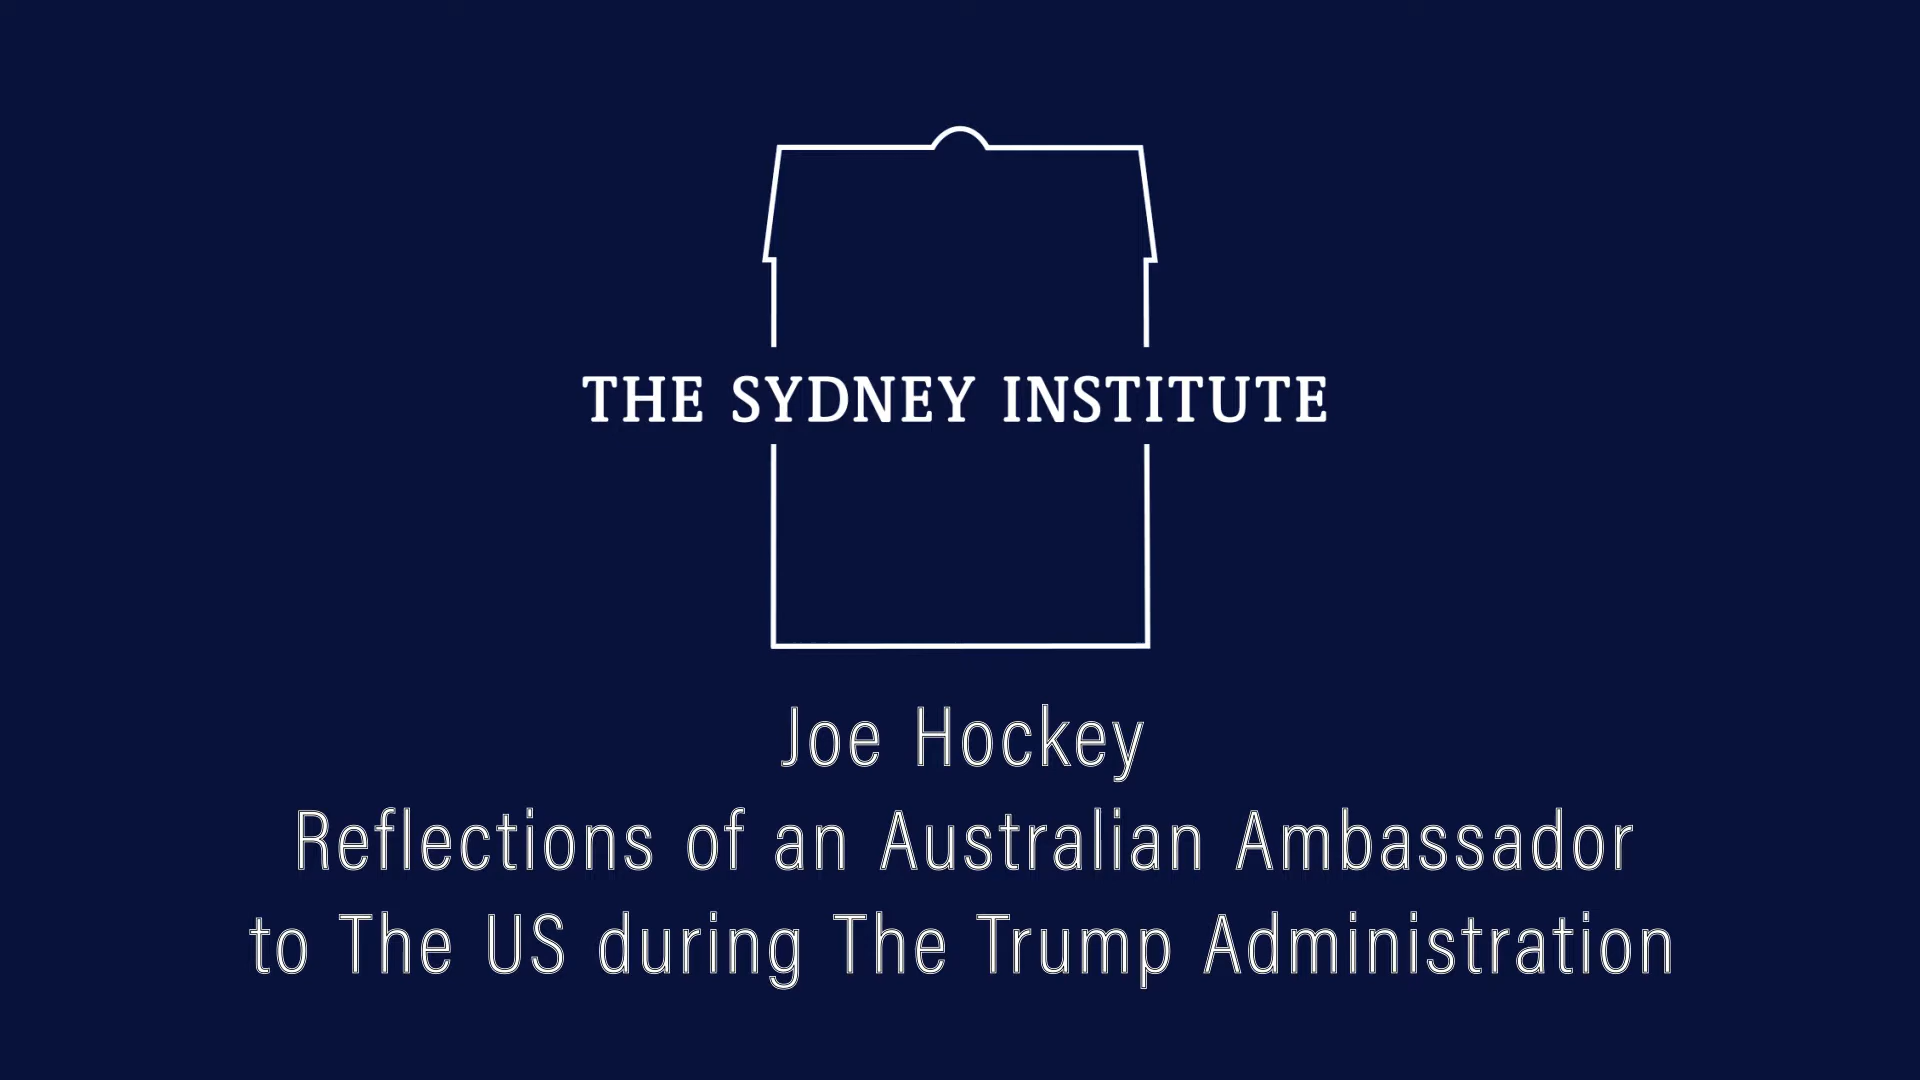 THE SYDNEY INSTITUTE
Joe Hockey
Reflections of an Australian Ambassador
to The US during The Trump Administration